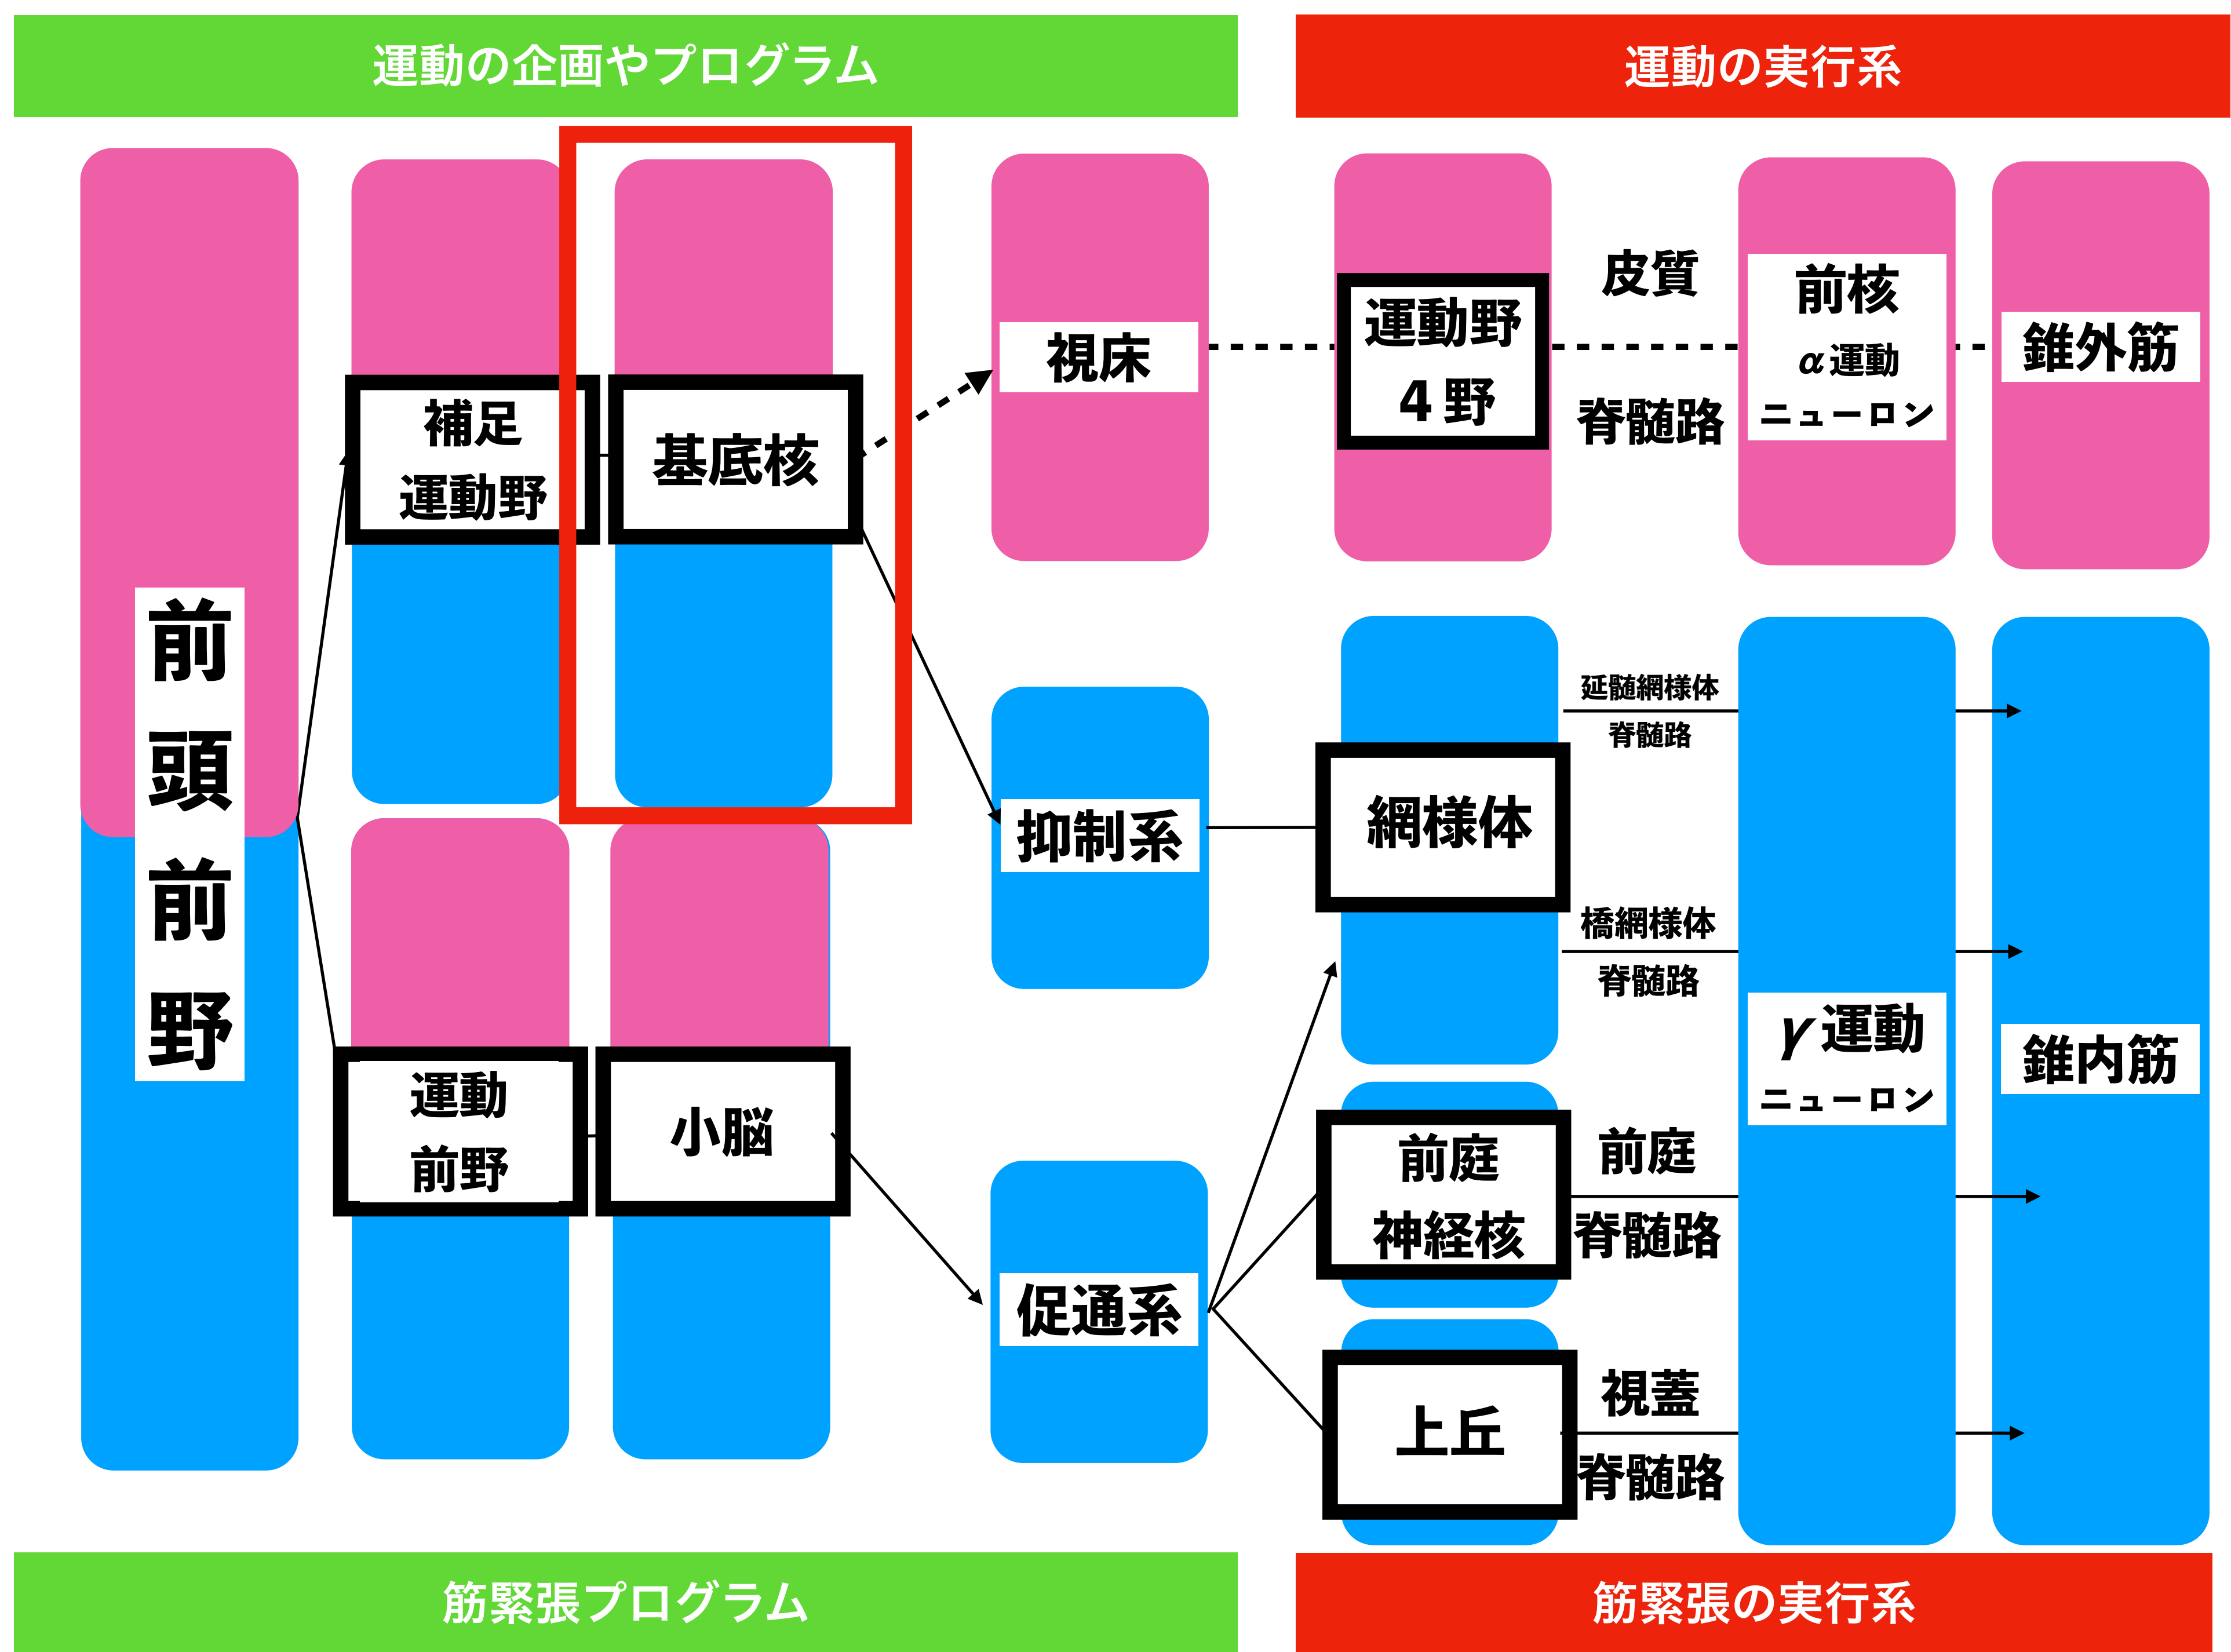 運動の企画やプログラム
運動の実行系
前頭前野
補足
運動野
基底核
視床
運動野
4 野
皮質
脊髄路
前核
α 運動
ニューロン
錐外筋
抑制系
網様体
延髄網様体
脊髄路
橋網様体
脊髄路
γ 運動
ニューロン
錐内筋
運動
前野
小脳
促通系
前庭
神経核
前庭
脊髄路
上丘
視蓋
脊髄路
筋緊張プログラム
筋緊張の実行系